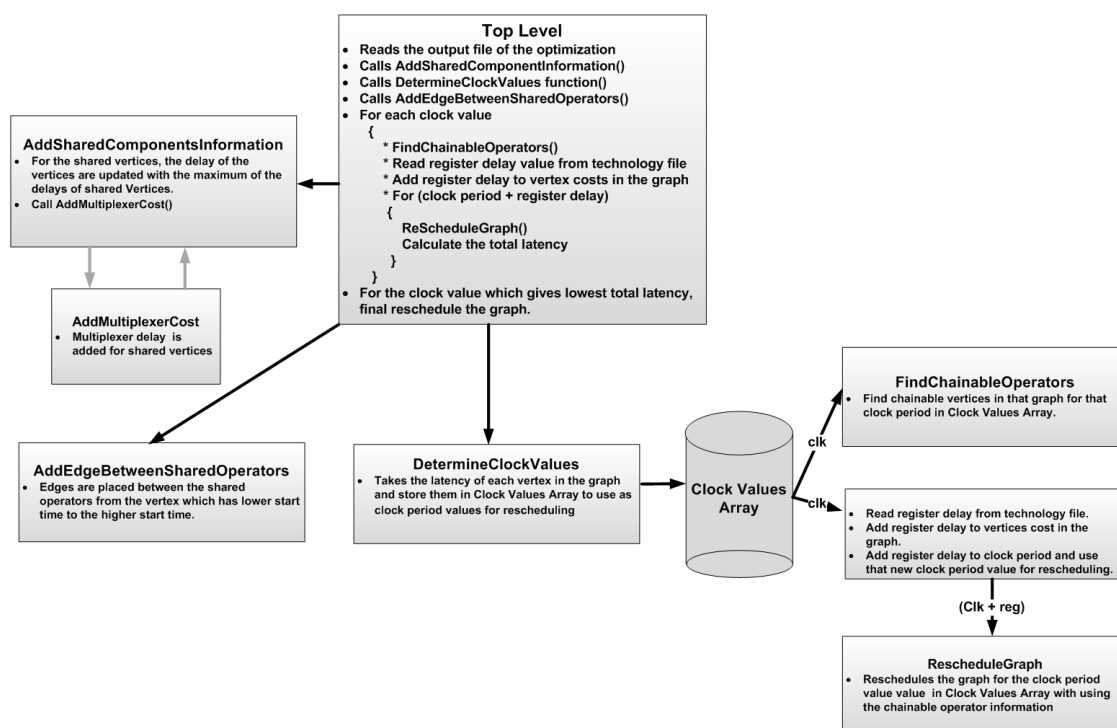 Top Level
• Reads the output file of the optimization
• Calls AddSharedComponentInformation()
• Calls DetermineClockValues function()
• Calls AddEdgeBetweenSharedOperators()
• For each clock value
{
* FindChainableOperators()
* Read register delay value from technology file
* Add register delay to vertex costs in the graph
* For (clock period + register delay)
{
ReScheduleGraph()
Calculate the total latency
}
}
• For the clock value which gives lowest total latency,
final reschedule the graph.
AddSharedComponentsInformation
• For the shared vertices, the delay of the
vertices are updated with the maximum of the
delays of shared Vertices.
• Call AddMultiplexerCost()
AddMultiplexerCost
• Multiplexer delay is
added for shared vertices
AddEdgeBetweenSharedOperators
• Edges are placed between the shared
operators from the vertex which has lower start
time to the higher start time.
DetermineClockValues
• Takes the latency of each vertex in the graph
and store them in Clock Values Array to use as
clock period values for rescheduling
Clock Values
Array
clk
clk
FindChainableOperators
• Find chainable vertices in that graph for that
clock period in Clock Values Array.
• Read register delay from technology file.
• Add register delay to vertices cost in the
graph.
• Add register delay to clock period and use
that new clock period value for rescheduling.
(Clk + reg)
RescheduleGraph
• Reschedules the graph for the clock period
value value in Clock Values Array with using
the chainable operator information